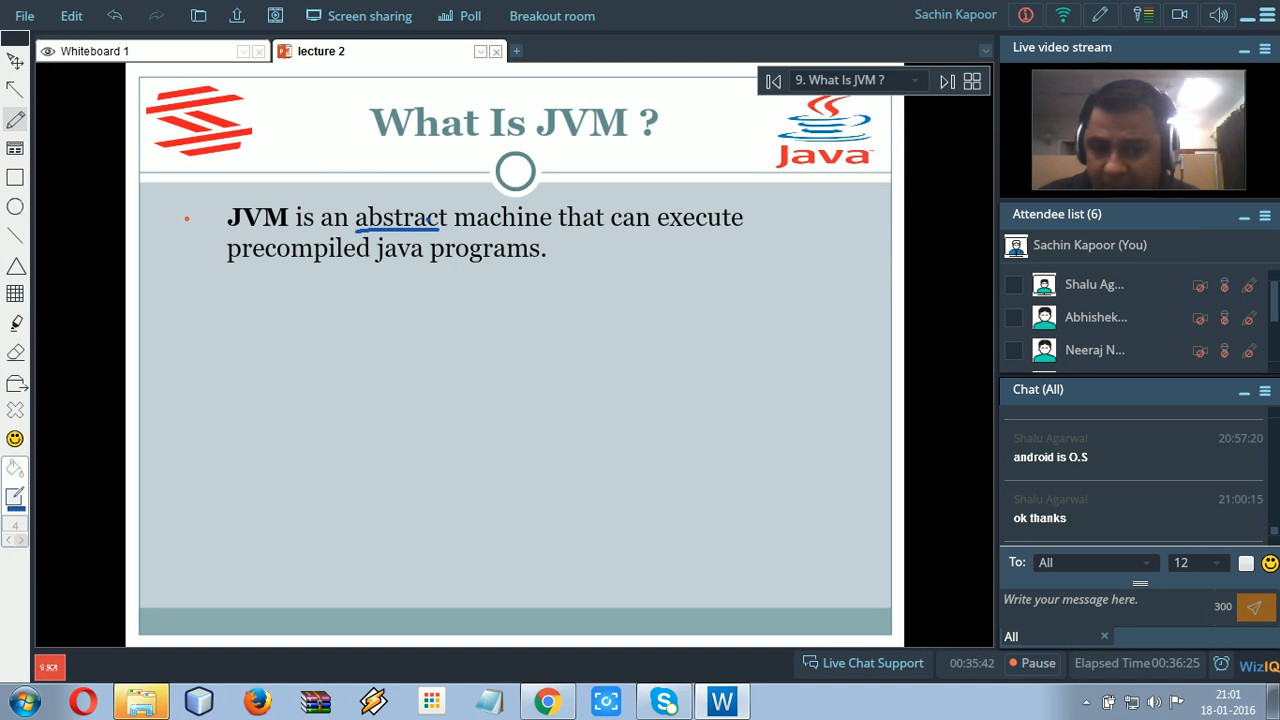 File Edit Screen sharing Poll Breakout room Sachin Kapoor
Whiteboard 1
lecture 2
9. What Is JVM ?
What Is JVM ?
Java
• JVM is an abstract machine that can execute
precompiled java programs.
Live video stream
Attendee list (6)
Sachin Kapoor (You)
Shalu Ag...
Abhishek...
Neeraj N...
Chat (All)
Shalu Agarwal 20:57:20
android is O.S
Shalu Agarwal 21:00:15
ok thanks
To: All 12
Write your message here. 300
All
4
Live Chat Support 00:35:42 Pause Elapsed Time 00:36:25 WizIQ
21:01
18-01-2016